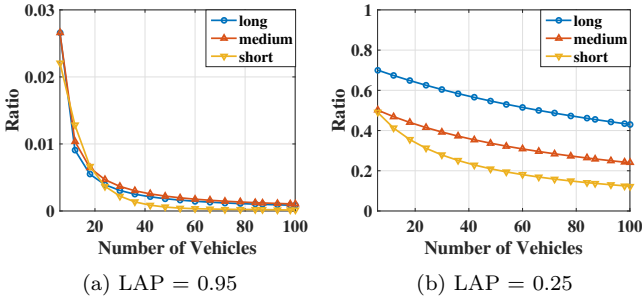 0.03
0.02
0.01
0
Ratio
20 40 60 80 100
Number of Vehicles
long
medium
short
(a) LAP = 0.95
1
0.8
0.6
0.4
0.2
0
Ratio
20 40 60 80 100
Number of Vehicles
long
medium
short
(b) LAP = 0.25